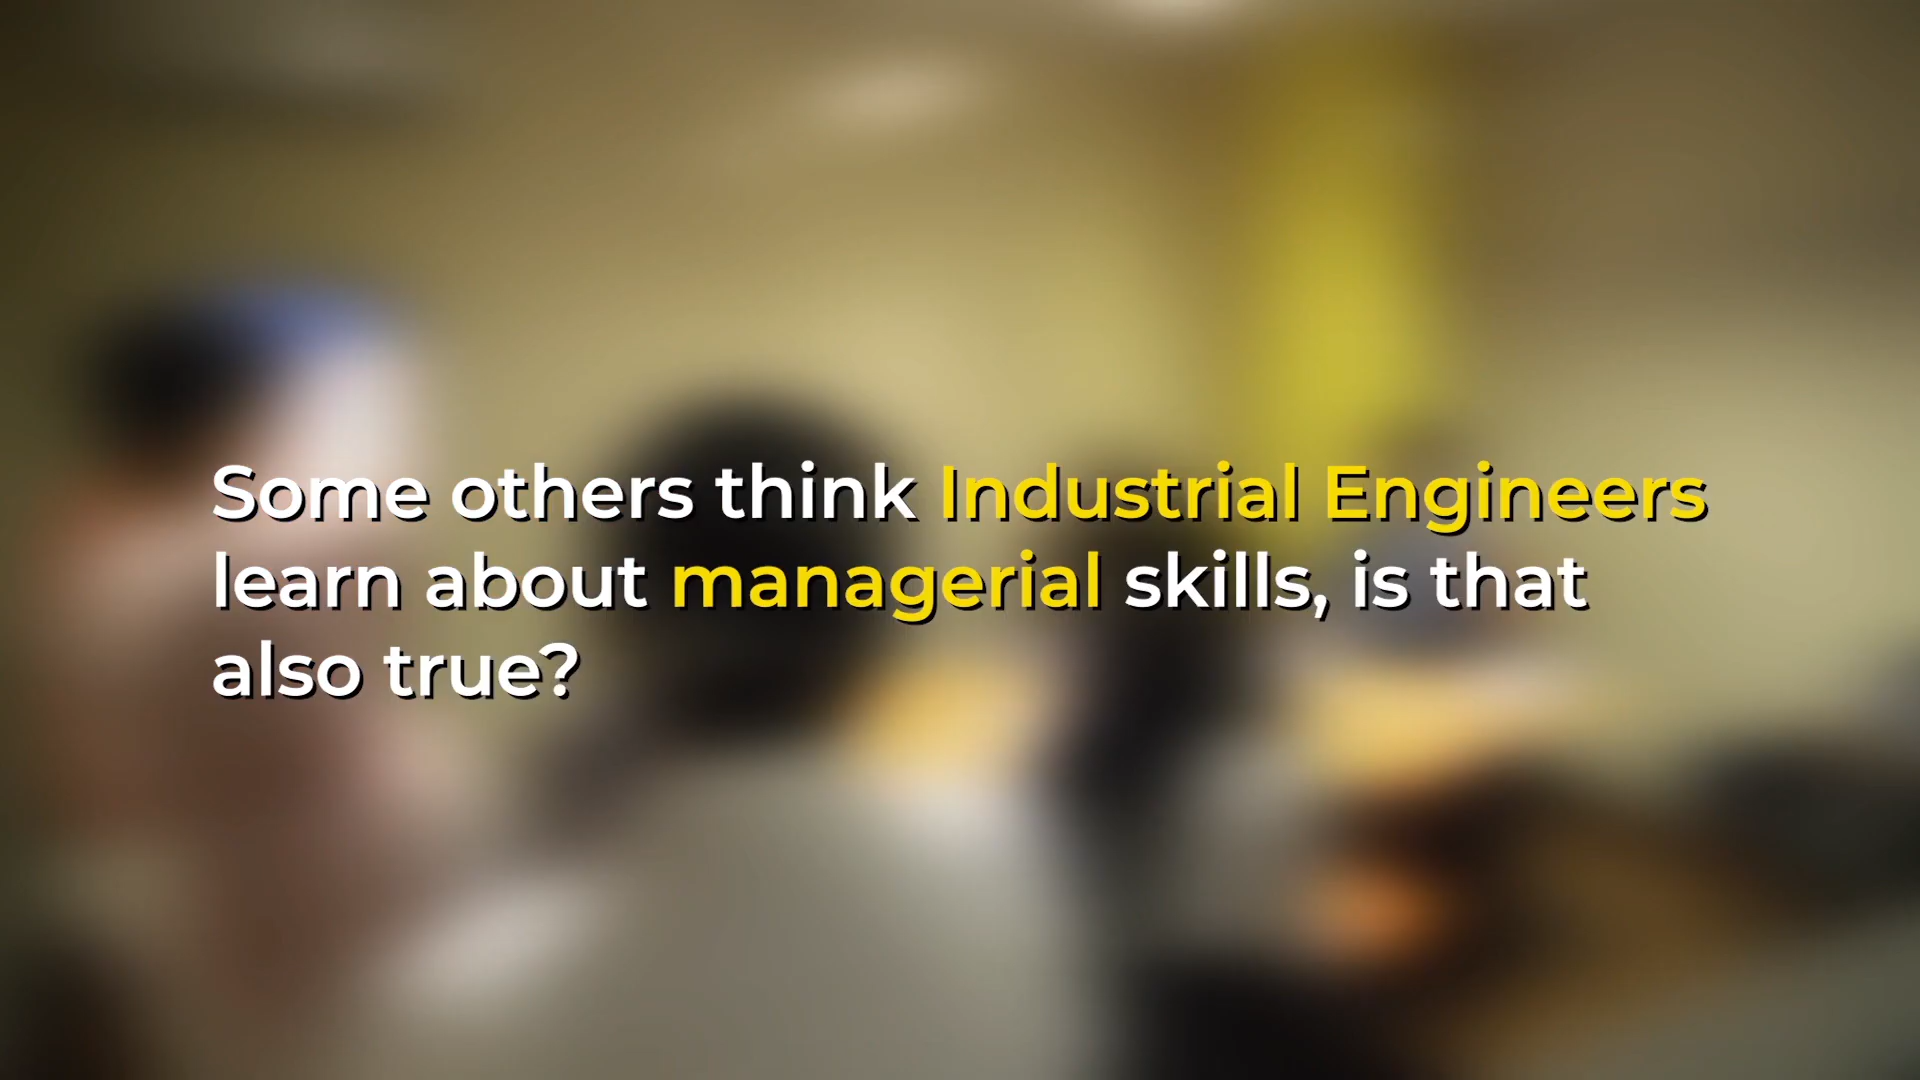 Some others think Industrial Engineers
learn about managerial skills, is that
also true?